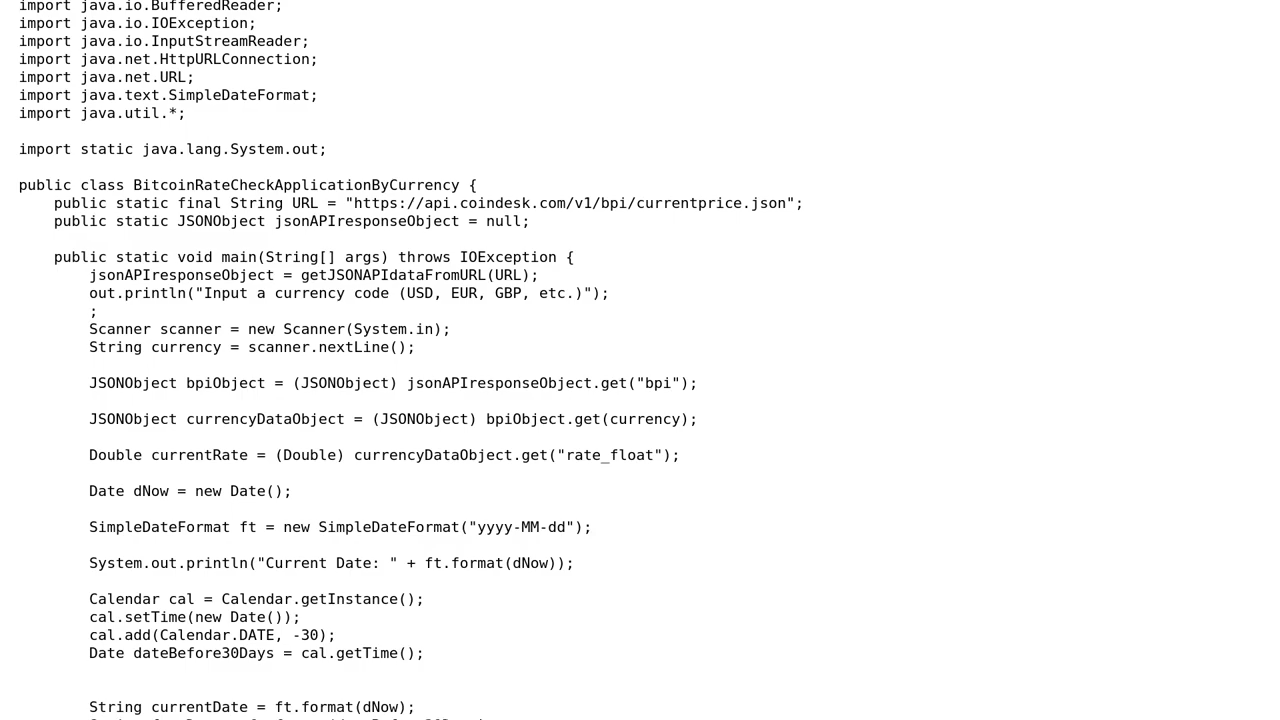 import java.io.BufferedReader;
import java.io.IOException;
import java.io.InputStreamReader;
import java.net.HttpURLConnection;
import java.net.URL;
import java.text.SimpleDateFormat;
import java.util.*;

import static java.lang.System.out;

public class BitcoinRateCheckApplicationByCurrency {
    public static final String URL = "https://api.coindesk.com/v1/bpi/currentprice.json";
    public static JSONObject jsonAPIresponseObject = null;

    public static void main(String[] args) throws IOException {
        jsonAPIresponseObject = getJSONAPIdataFromURL(URL);
        out.println("Input a currency code (USD, EUR, GBP, etc.)");
        ;
        Scanner scanner = new Scanner(System.in);
        String currency = scanner.nextLine();

        JSONObject bpiObject = (JSONObject) jsonAPIresponseObject.get("bpi");

        JSONObject currencyDataObject = (JSONObject) bpiObject.get(currency);

        Double currentRate = (Double) currencyDataObject.get("rate_float");

        Date dNow = new Date();

        SimpleDateFormat ft = new SimpleDateFormat("yyyy-MM-dd");

        System.out.println("Current Date: " + ft.format(dNow));

        Calendar cal = Calendar.getInstance();
        cal.setTime(new Date());
        cal.add(Calendar.DATE, -30);
        Date dateBefore30Days = cal.getTime();


        String currentDate = ft.format(dNow);